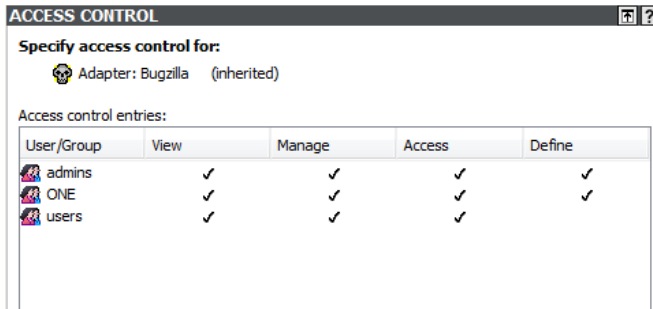 ACCESS CONTROL ?
Specify access control for:
Adapter: Bugzilla (inherited)
Access control entries:
User/Group View Manage Access Define
admins ✓ ✓ ✓ ✓
ONE ✓ ✓ ✓ ✓
users ✓ ✓ ✓